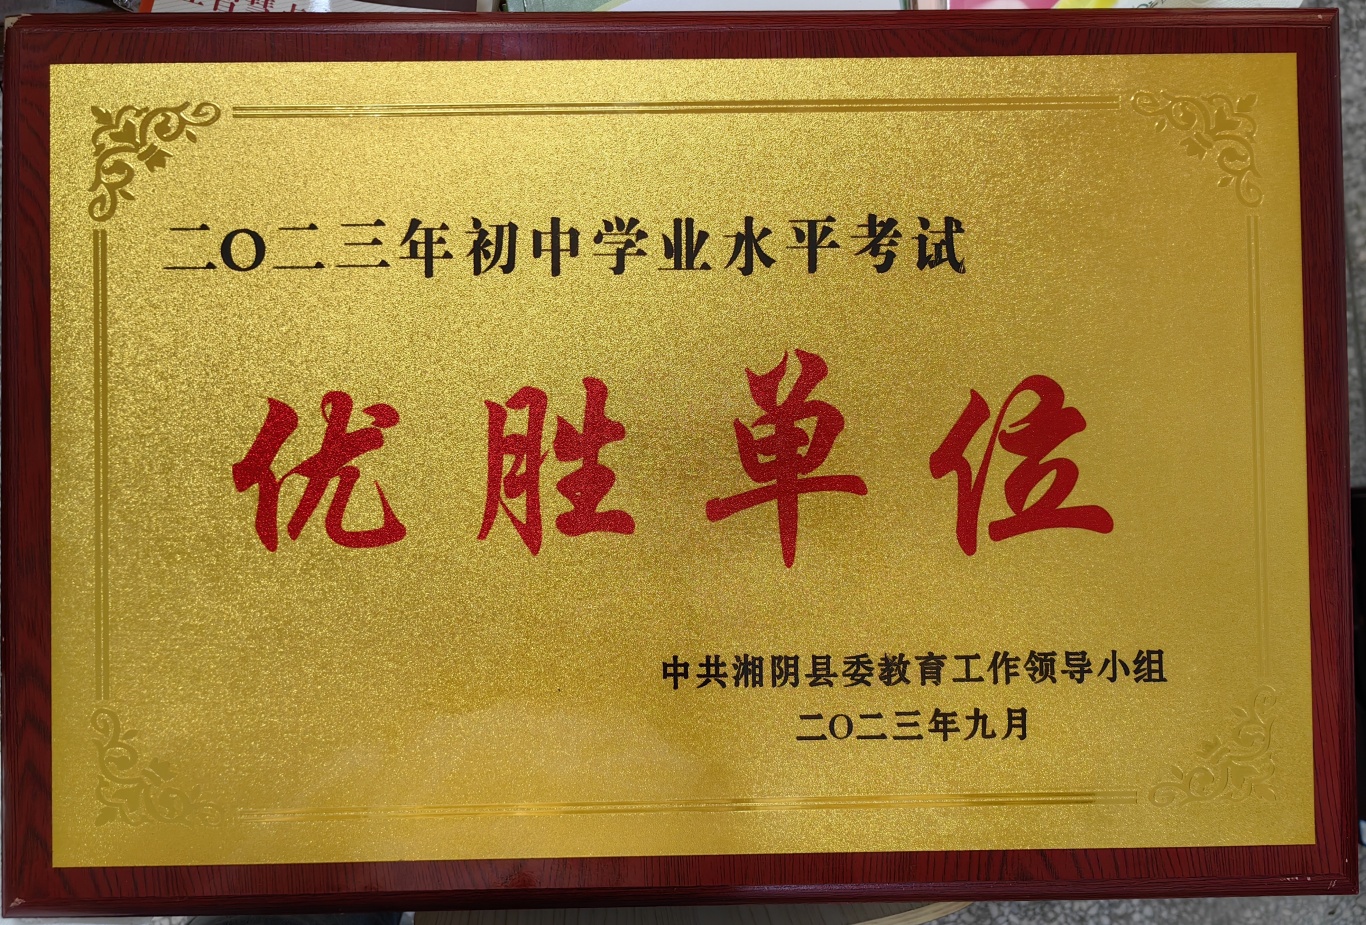 二〇二三年初中学业水平考试
优胜单位
中共湘阴县委教育工作领导小组
二〇二三年九月